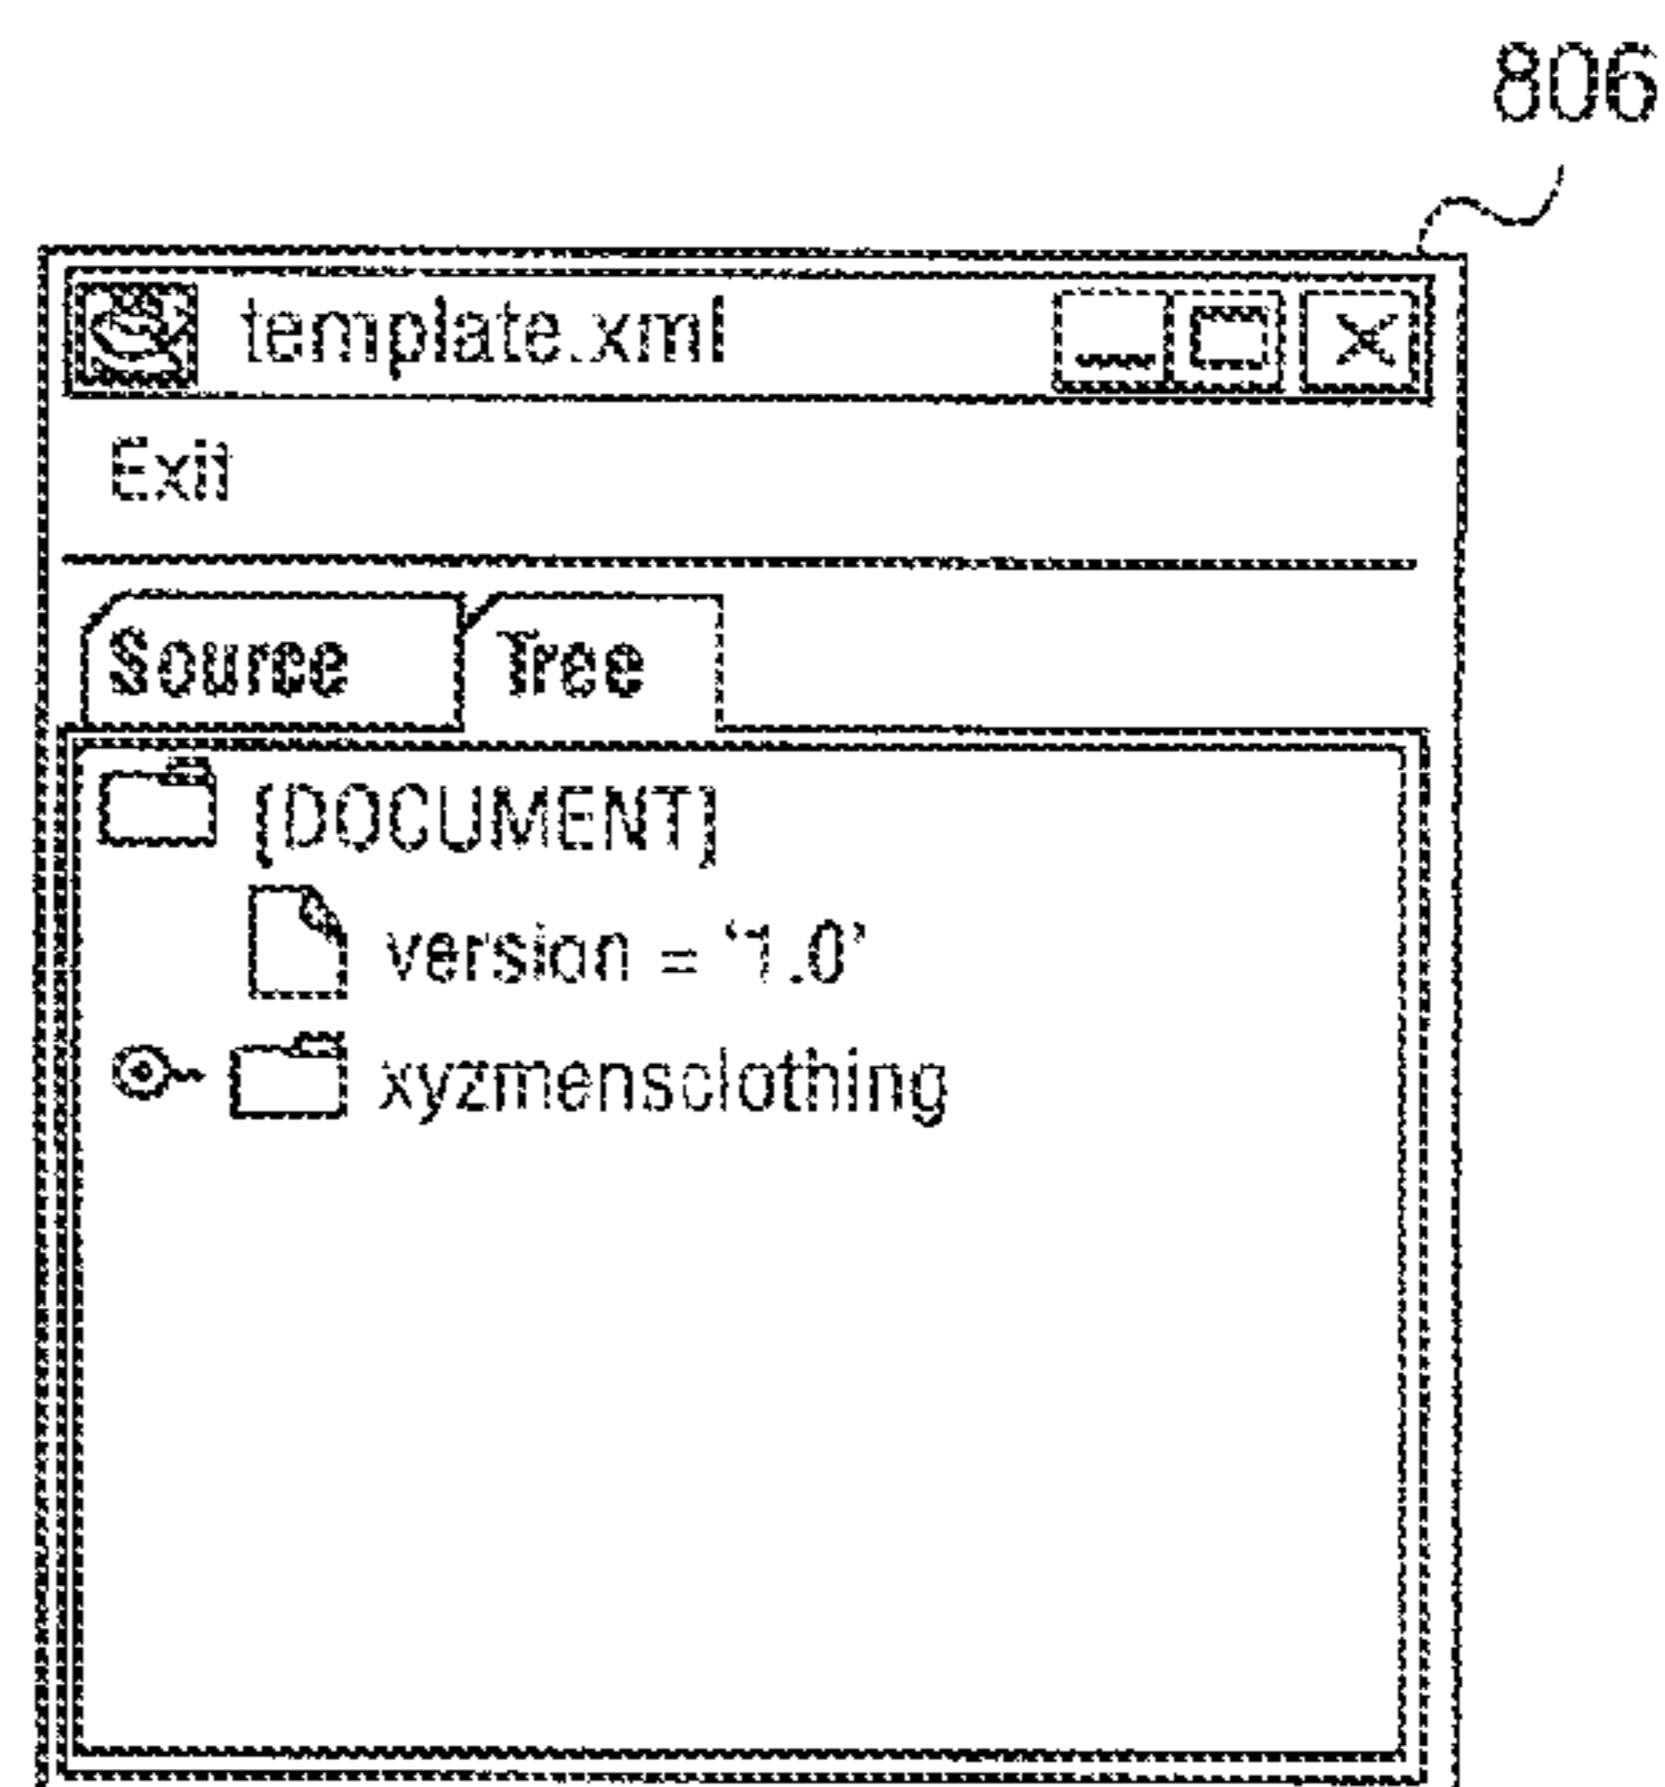 806
template.xml
Exit
Source Tree
[DOCUMENT]
version = ‘1.0’
xyzmensclothing